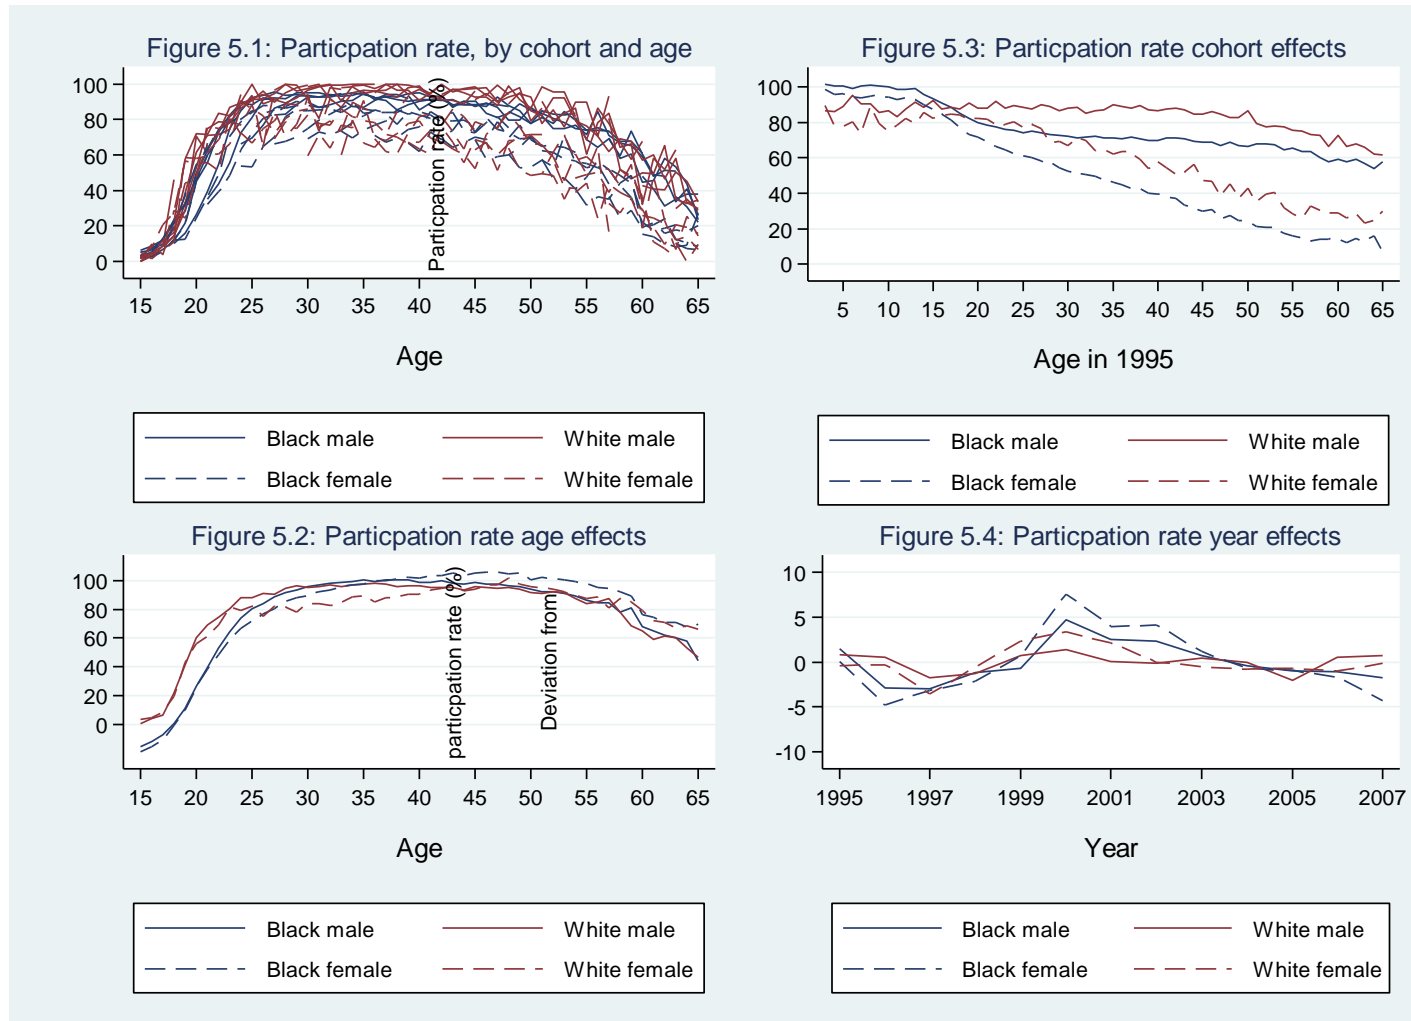 Figure 5.1: Particpation rate, by cohort and age
100
80
60
40
20
0
Particpation rate (%)
15 20 25 30 35 40 45 50 55 60 65
Age
Black male White male
Black female White female
Figure 5.3: Particpation rate cohort effects
100
80
60
40
20
0
5 10 15 20 25 30 35 40 45 50 55 60 65
Age in 1995
Black male White male
Black female White female
Figure 5.2: Particpation rate age effects
100
80
60
40
20
0
particpation rate (%)
Deviation from
15 20 25 30 35 40 45 50 55 60 65
Age
Black male White male
Black female White female
Figure 5.4: Particpation rate year effects
10
5
0
-5
-10
1995 1997 1999 2001 2003 2005 2007
Year
Black male White male
Black female White female